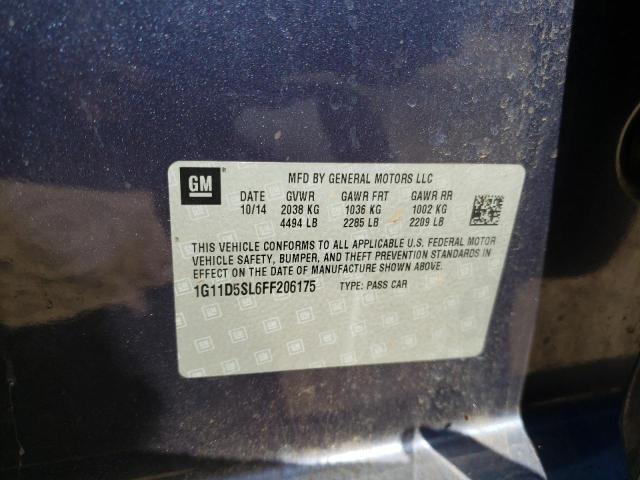 GM
MFD BY GENERAL MOTORS LLC
DATE GVWR GAWR FRT GAWR RR
10/14 2038 KG 1036 KG 1002 KG
4494 LB 2285 LB 2209 LB
THIS VEHICLE CONFORMS TO ALL APPLICABLE U.S. FEDERAL MOTOR
VEHICLE SAFETY, BUMPER, AND THEFT PREVENTION STANDARDS IN
EFFECT ON THE DATE OF MANUFACTURE SHOWN ABOVE.
1G11D5SL6FF206175 TYPE: PASS CAR